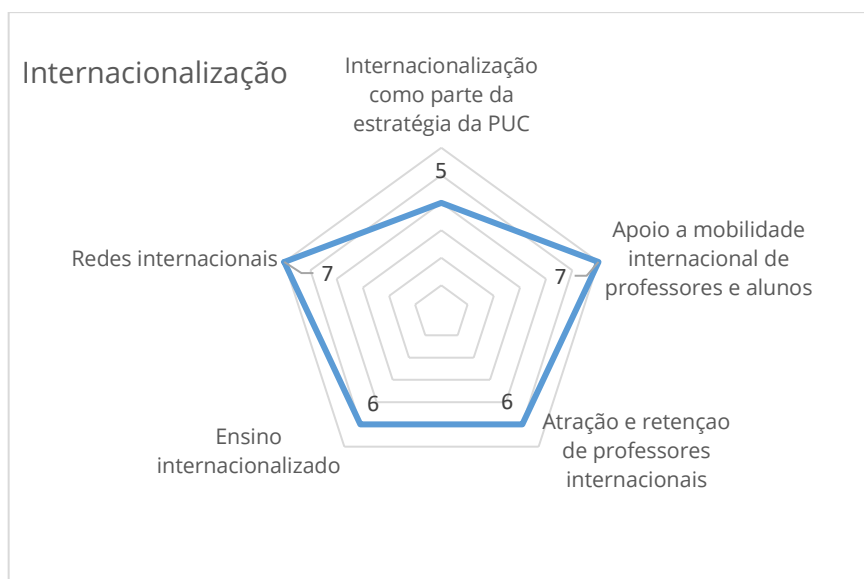 Internacionalização
Internacionalização
como parte da
estratégia da PUC
5
Apoio a mobilidade
internacional de
professores e alunos
7
Redes internacionais
7
6
6
Atração e retençao
de professores
internacionais
Ensino
internacionalizado